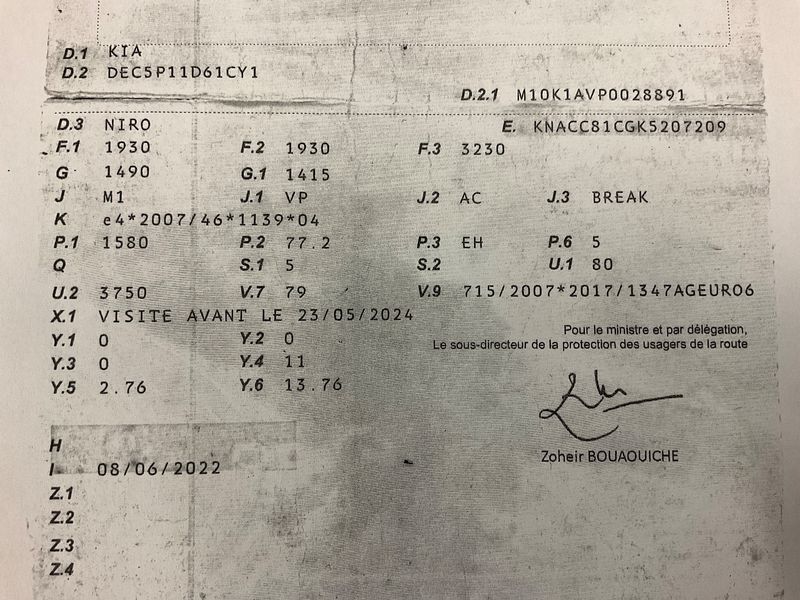 D.1 KIA
D.2 DEC5P11D61CY1
D.2.1 M10K1AVP0028891
D.3 NIRO E. KNACC81CGK5207209
F.1 1930 F.2 1930 F.3 3230
G 1490 G.1 1415
J M1 J.1 VP J.2 AC J.3 BREAK
K e4*2007/46*1139*04
P.1 1580 P.2 77.2 P.3 EH P.6 5
Q S.1 5 S.2 U.1 80
U.2 3750 V.7 79 V.9 715/2007*2017/1347AGEURO6
X.1 VISITE AVANT LE 23/05/2024
Y.1 0 Y.2 0
Pour le ministre et par délégation,
Le sous-directeur de la protection des usagers de la route
Y.3 0 Y.4 11
Y.5 2.76 Y.6 13.76
Zoheir BOUAOUICHE
H
I 08/06/2022
Z.1
Z.2
Z.3
Z.4